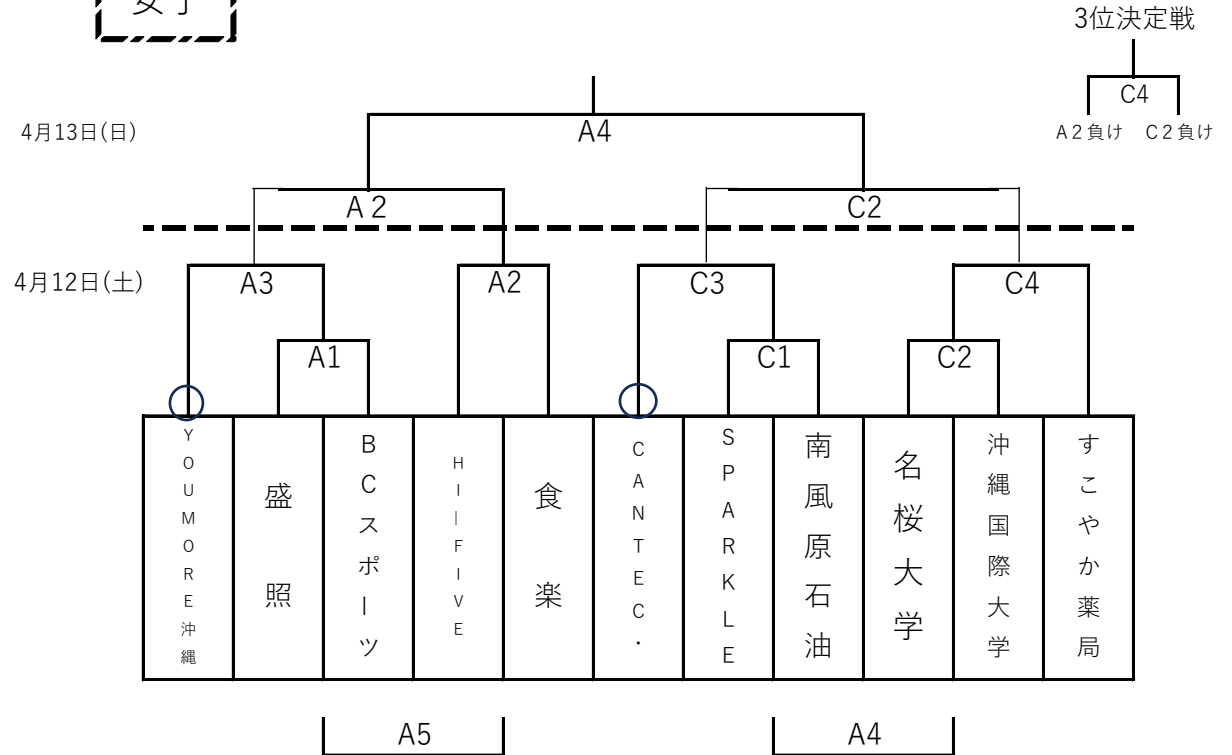 女子
3位決定戦
C4
A2負け C2負け
4月13日(日)
A4
A2
C2
4月12日(土)
A3
A2
C3
C4
A1
C1
C2
YOUMORE沖縄
盛照
BCスポーツ
HI|FIVE
食楽
CANTEC.
SPARKLE
南風原石油
名桜大学
沖縄国際大学
すこやか薬局
A5
A4